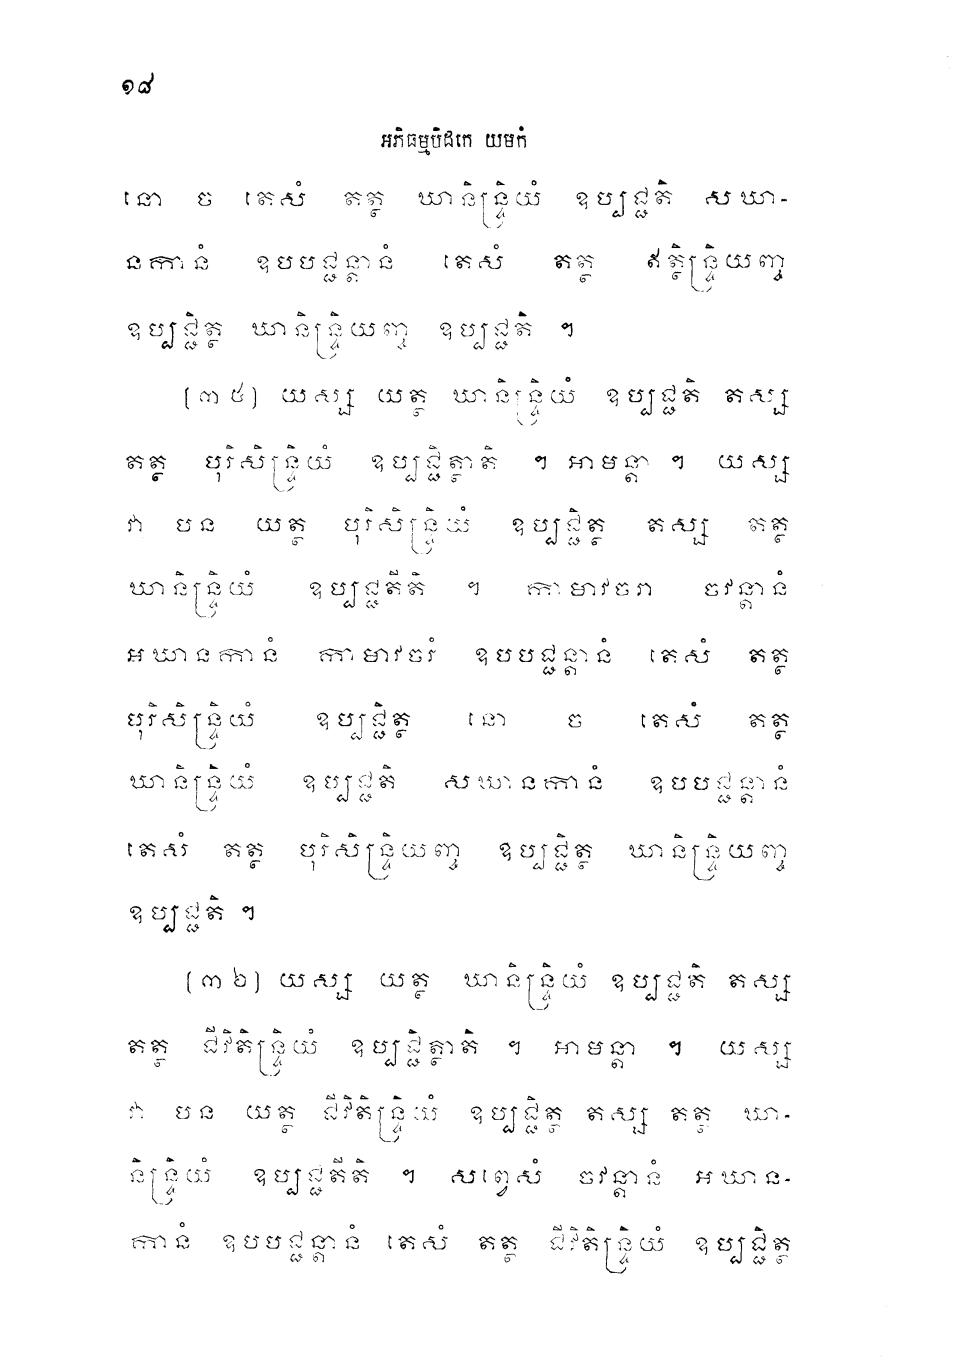 ១៨
អភិធម្មបិដកេ យមកំ
នោ ច តេសំ តត្ថ ឃានិន្ទ្រិយំ ឧប្បជ្ជតិ សឃា-
នកានំ ឧបបជ្ជន្តានំ តេសំ តត្ថ ឥត្ថិន្ទ្រិយញ្ច
ឧប្បជ្ជិត្ថ ឃានិន្ទ្រិយញ្ច ឧប្បជ្ជតិ ។
(៣៥) យស្ស យត្ថ ឃានិន្ទ្រិយំ ឧប្បជ្ជតិ តស្ស
តត្ថ បុរិសិន្ទ្រិយំ ឧប្បជ្ជិត្ថាតិ ។ អាមន្តា ។ យស្ស
វា បន យត្ថ បុរិសិន្ទ្រិយំ ឧប្បជ្ជិត្ថ តស្ស តត្ថ
ឃានិន្ទ្រិយំ ឧប្បជ្ជតីតិ ។ កាមាវចរា ចវន្តានំ
អឃានកានំ កាមាវចរំ ឧបបជ្ជន្តានំ តេសំ តត្ថ
បុរិសិន្ទ្រិយំ ឧប្បជ្ជិត្ថ នោ ច តេសំ តត្ថ
ឃានិន្ទ្រិយំ ឧប្បជ្ជតិ សឃានកានំ ឧបបជ្ជន្តានំ
តេសំ តត្ថ បុរិសិន្ទ្រិយញ្ច ឧប្បជ្ជិត្ថ ឃានិន្ទ្រិយញ្ច
ឧប្បជ្ជតិ ។
(៣៦) យស្ស យត្ថ ឃានិន្ទ្រិយំ ឧប្បជ្ជតិ តស្ស
តត្ថ ជីវិតិន្ទ្រិយំ ឧប្បជ្ជិត្ថាតិ ។ អាមន្តា ។ យស្ស
វា បន យត្ថ ជីវិតិន្ទ្រិយំ ឧប្បជ្ជិត្ថ តស្ស តត្ថ ឃា-
និន្ទ្រិយំ ឧប្បជ្ជតីតិ ។ សព្វេសំ ចវន្តានំ អឃាន-
កានំ ឧបបជ្ជន្តានំ តេសំ តត្ថ ជីវិតិន្ទ្រិយំ ឧប្បជ្ជិត្ថ